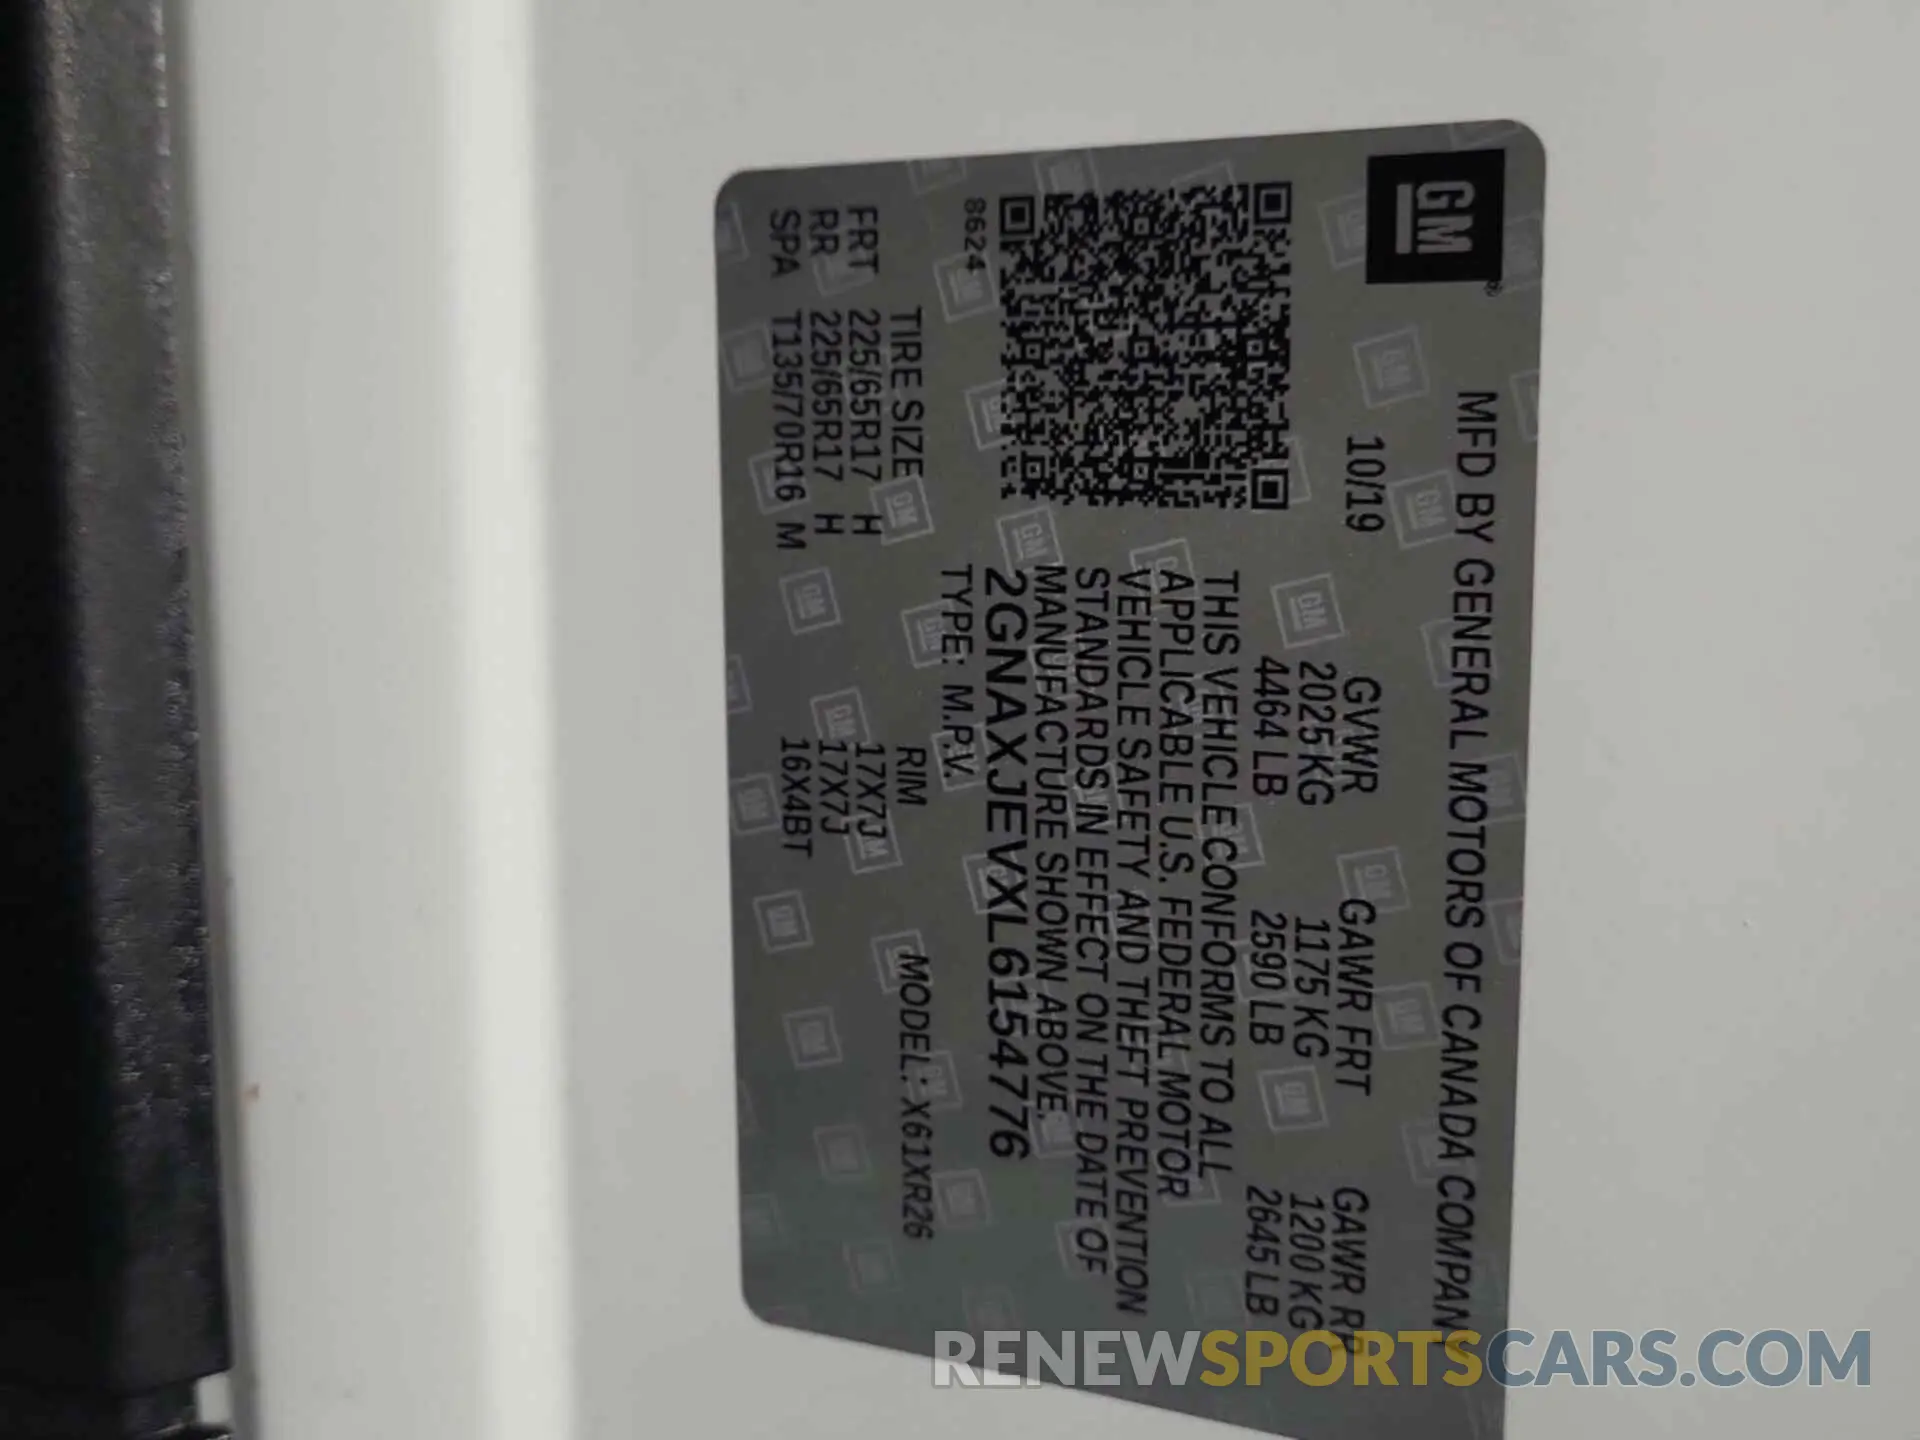 GM®
MFD BY GENERAL MOTORS OF CANADA COMPANY
10/19 GVWR GAWR FRT GAWR RR
2025 KG 1175 KG 1200 KG
4464 LB 2590 LB 2645 LB
THIS VEHICLE CONFORMS TO ALL
APPLICABLE U.S. FEDERAL MOTOR
VEHICLE SAFETY AND THEFT PREVENTION
STANDARDS IN EFFECT ON THE DATE OF
MANUFACTURE SHOWN ABOVE.
2GNAXJEVXL6154776
8624 TYPE: M.P.V.
TIRE SIZE RIM MODEL: X61XR26
FRT 225/65R17 H 17X7J
RR 225/65R17 H 17X7J
SPA T135/70R16 M 16X4BT
RENEWSPORTSCARS.COM